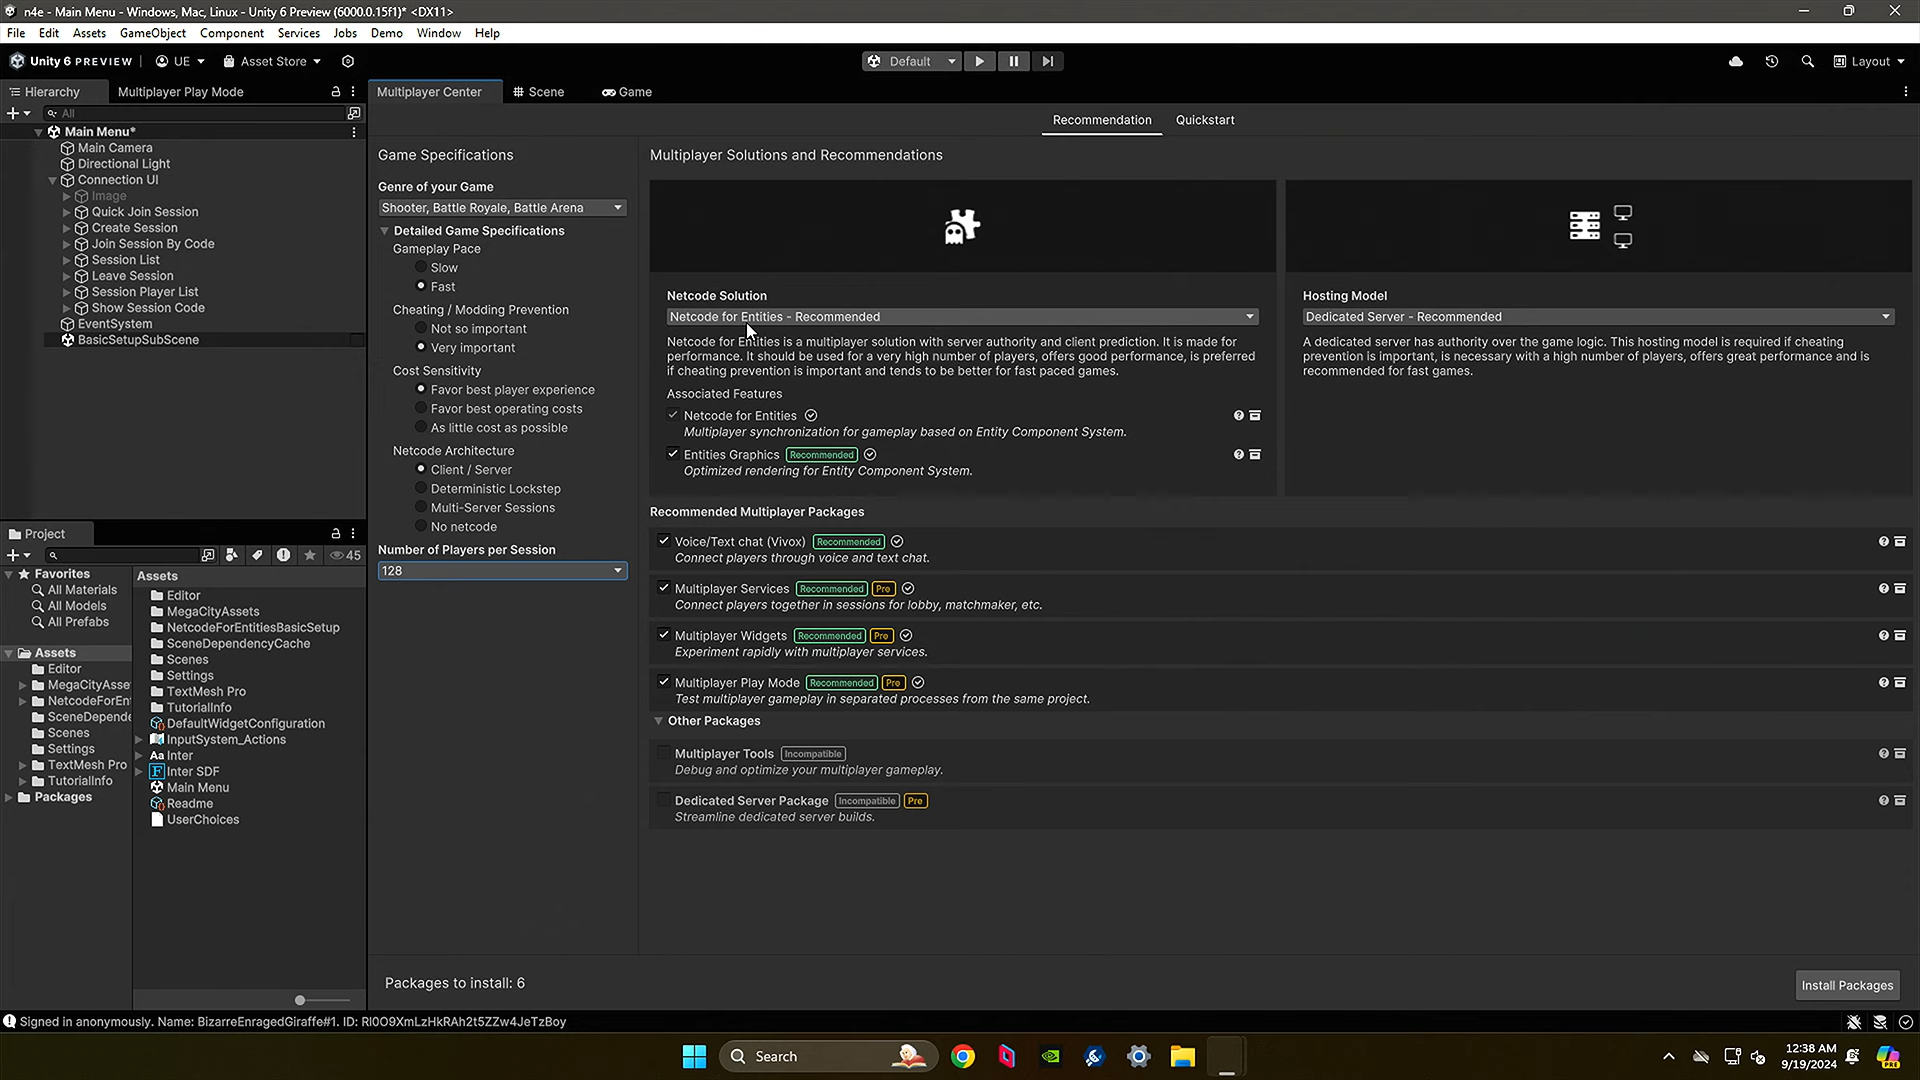 n4e - Main Menu - Windows, Mac, Linux - Unity 6 Preview (6000.0.15f1)* <DX11>
File Edit Assets GameObject Component Services Jobs Demo Window Help
Unity 6 PREVIEW UE Asset Store Default Layout
Hierarchy Multiplayer Play Mode
All
Main Menu*
Main Camera
Directional Light
Connection UI
Image
Quick Join Session
Create Session
Join Session By Code
Session List
Leave Session
Session Player List
Show Session Code
EventSystem
BasicSetupSubScene
Project
45
Favorites
All Materials
All Models
All Prefabs
Assets
Editor
MegaCityAsse
NetcodeForEn
SceneDepende
Scenes
Settings
TextMesh Pro
TutorialInfo
Packages
Assets
Editor
MegaCityAssets
NetcodeForEntitiesBasicSetup
SceneDependencyCache
Scenes
Settings
TextMesh Pro
TutorialInfo
DefaultWidgetConfiguration
InputSystem_Actions
Aa Inter
F Inter SDF
Main Menu
Readme
UserChoices
Multiplayer Center Scene Game
Recommendation Quickstart
Game Specifications
Genre of your Game
Shooter, Battle Royale, Battle Arena
Detailed Game Specifications
Gameplay Pace
Slow
Fast
Cheating / Modding Prevention
Not so important
Very important
Cost Sensitivity
Favor best player experience
Favor best operating costs
As little cost as possible
Netcode Architecture
Client / Server
Deterministic Lockstep
Multi-Server Sessions
No netcode
Number of Players per Session
128
Multiplayer Solutions and Recommendations
Netcode Solution
Netcode for Entities - Recommended
Netcode for Entities is a multiplayer solution with server authority and client prediction. It is made for
performance. It should be used for a very high number of players, offers good performance, is preferred
if cheating prevention is important and tends to be better for fast paced games.
Associated Features
Netcode for Entities
Multiplayer synchronization for gameplay based on Entity Component System.
Entities Graphics Recommended
Optimized rendering for Entity Component System.
Hosting Model
Dedicated Server - Recommended
A dedicated server has authority over the game logic. This hosting model is required if cheating
prevention is important, is necessary with a high number of players, offers great performance and is
recommended for fast games.
Recommended Multiplayer Packages
Voice/Text chat (Vivox) Recommended
Connect players through voice and text chat.
Multiplayer Services Recommended Pre
Connect players together in sessions for lobby, matchmaker, etc.
Multiplayer Widgets Recommended Pre
Experiment rapidly with multiplayer services.
Multiplayer Play Mode Recommended Pre
Test multiplayer gameplay in separated processes from the same project.
Other Packages
Multiplayer Tools Incompatible
Debug and optimize your multiplayer gameplay.
Dedicated Server Package Incompatible Pre
Streamline dedicated server builds.
Packages to install: 6
Install Packages
Signed in anonymously. Name: BizarreEnragedGiraffe#1. ID: RI0O9XmLzHkRAh2t5ZZw4JeTzBoy
Search
12:38 AM
9/19/2024
PRE